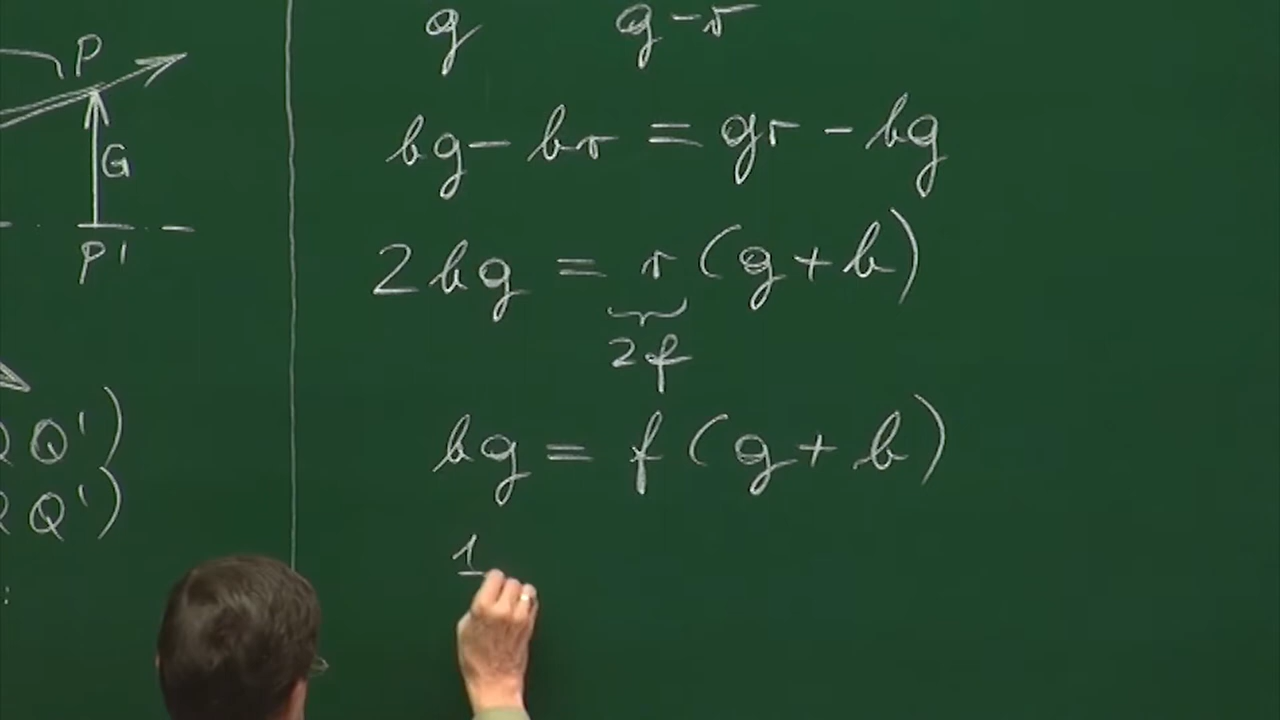 P
G
P'
Q')
Q')
:
g g - r
bg - br = gr - bg
2bg = r (g + b)
2f
bg = f (g + b)
1